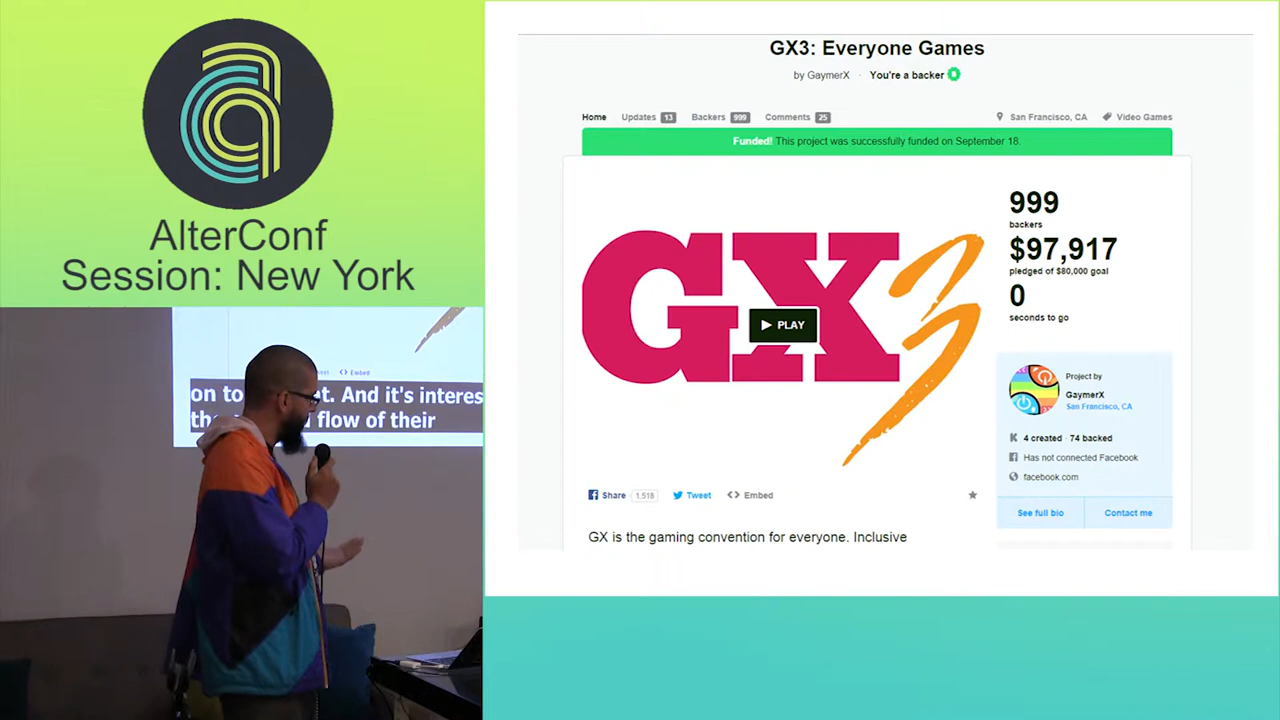 AlterConf
Session: New York
Embed
on to
t. And it's interes
flow of their
GX3: Everyone Games
by GaymerX · You're a backer
Home Updates 13 Backers 999 Comments 25 San Francisco, CA Video Games
Funded! This project was successfully funded on September 18.
GX3
PLAY
999
backers
$97,917
pledged of $80,000 goal
0
seconds to go
Project by
GaymerX
San Francisco, CA
4 created · 74 backed
Has not connected Facebook
facebook.com
See full bio Contact me
Share 1,518 Tweet Embed
GX is the gaming convention for everyone. Inclusive